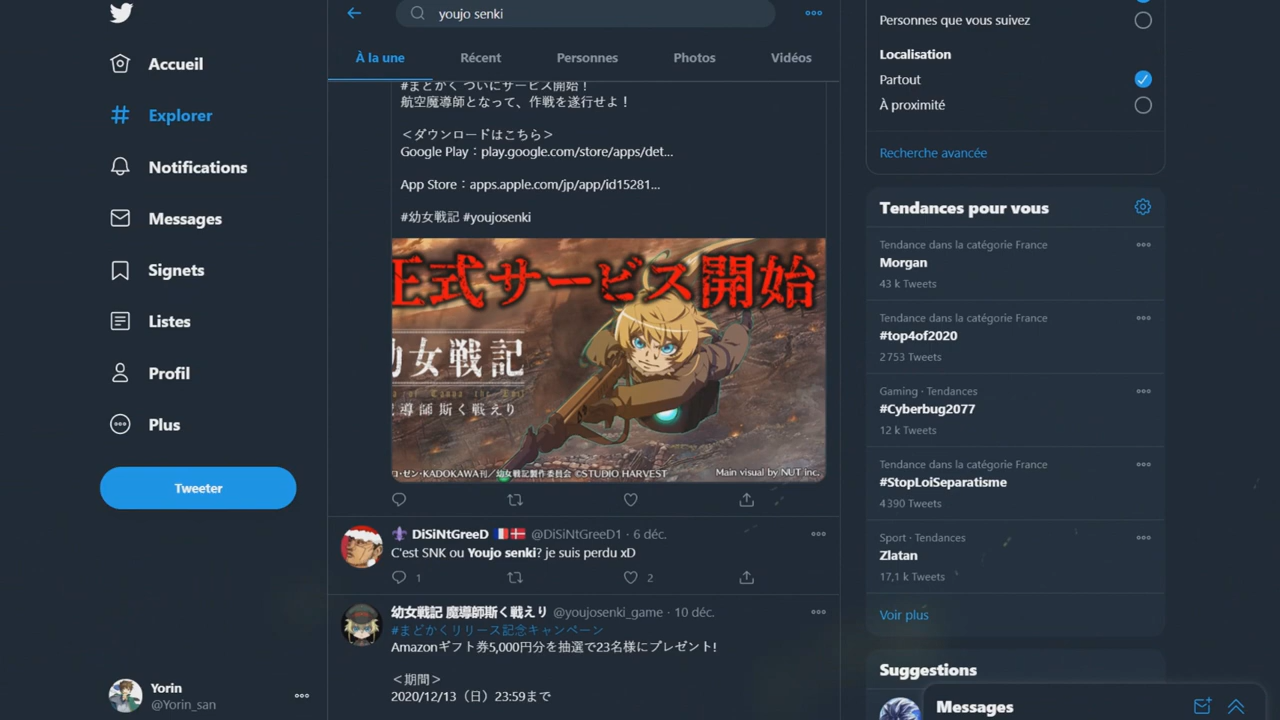 youjo senki
Accueil
Explorer
Notifications
Messages
Signets
Listes
Profil
Plus
Tweeter
Yorin
@Yorin_san
À la une
Récent
Personnes
Photos
Vidéos
#まどかく ついにサービス開始！
航空魔導師となって、作戦を遂行せよ！
＜ダウンロードはこちら＞
Google Play：play.google.com/store/apps/det...
App Store：apps.apple.com/jp/app/id15281...
#幼女戦記 #youjosenki
正式サービス開始
幼女戦記
導師斯く戦えり
ロ・ゼン・KADOKAWA刊／幼女戦記製作委員会 ©STUDIO HARVEST
Main visual by NUT inc.
DiSiNtGreeD @DiSiNtGreeD1 · 6 déc.
C'est SNK ou Youjo senki? je suis perdu xD
1
2
幼女戦記 魔導師斯く戦えり @youjosenki_game · 10 déc.
#まどかくリリース記念キャンペーン
Amazonギフト券5,000円分を抽選で23名様にプレゼント!
＜期間＞
2020/12/13（日）23:59まで
Personnes que vous suivez
Localisation
Partout
À proximité
Recherche avancée
Tendances pour vous
Tendance dans la catégorie France
Morgan
43 k Tweets
Tendance dans la catégorie France
#top4of2020
2 753 Tweets
Gaming · Tendances
#Cyberbug2077
12 k Tweets
Tendance dans la catégorie France
#StopLoiSeparatisme
4 390 Tweets
Sport · Tendances
Zlatan
17,1 k Tweets
Voir plus
Suggestions
Messages